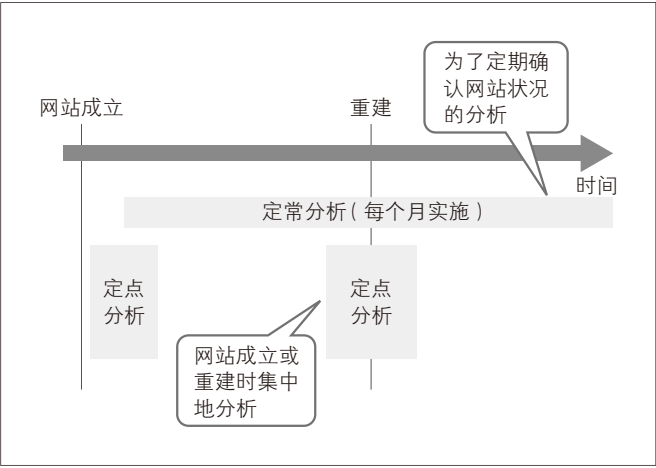 为了定期确
认网站状况
的分析
网站成立
重建
时间
定常分析（每个月实施）
定点
分析
定点
分析
网站成立或
重建时集中
地分析